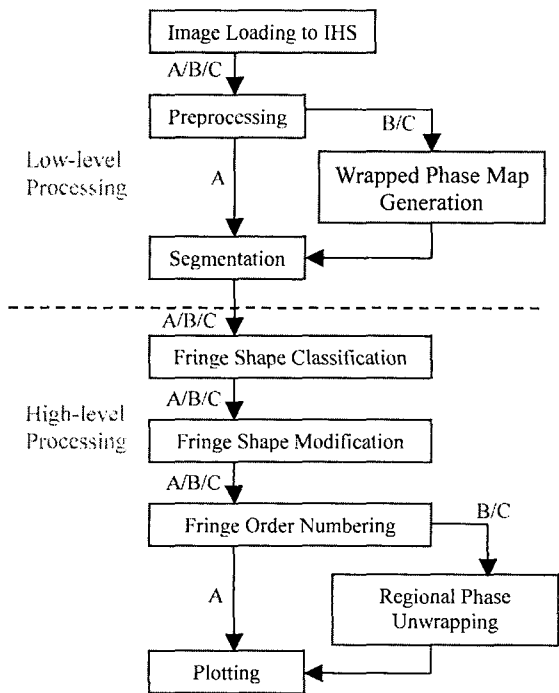 Image Loading to IHS
A/B/C
Preprocessing
B/C
Low-level
Processing
A
Wrapped Phase Map
Generation
Segmentation
A/B/C
Fringe Shape Classification
A/B/C
High-level
Processing
Fringe Shape Modification
A/B/C
Fringe Order Numbering
B/C
A
Regional Phase
Unwrapping
Plotting